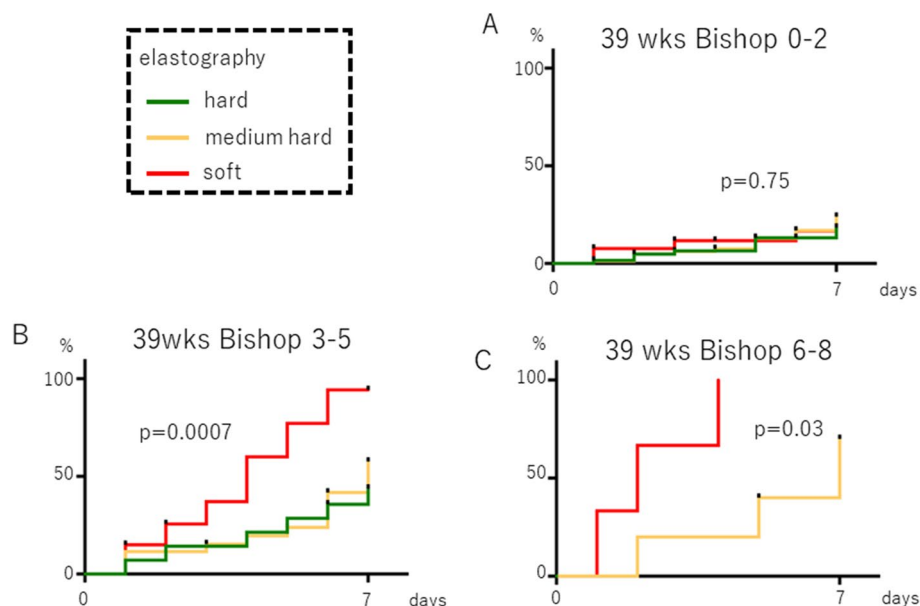 elastography
hard
medium hard
soft
A
39 wks Bishop 0-2
%
100
50
0
p=0.75
0
7
days
B
39wks Bishop 3-5
%
100
50
0
p=0.0007
0
7
days
C
39 wks Bishop 6-8
%
100
50
0
p=0.03
0
7
days